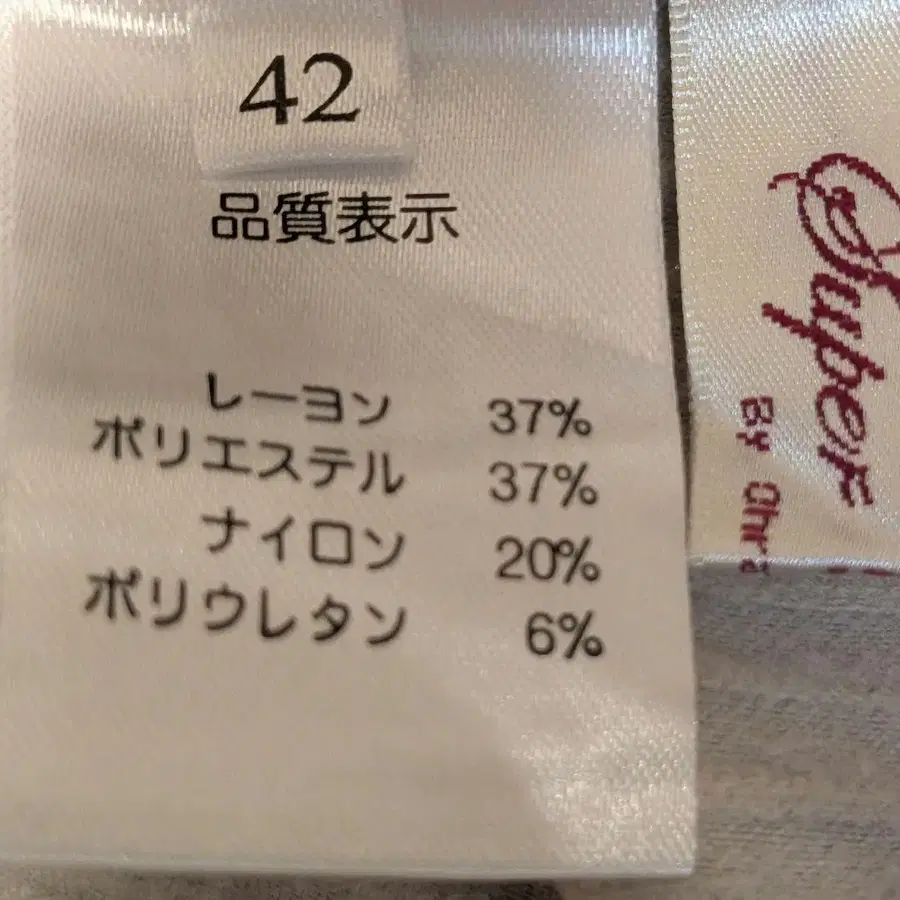 42
品質表示
レーヨン 37%
ポリエステル 37%
ナイロン 20%
ポリウレタン 6%
Super
By